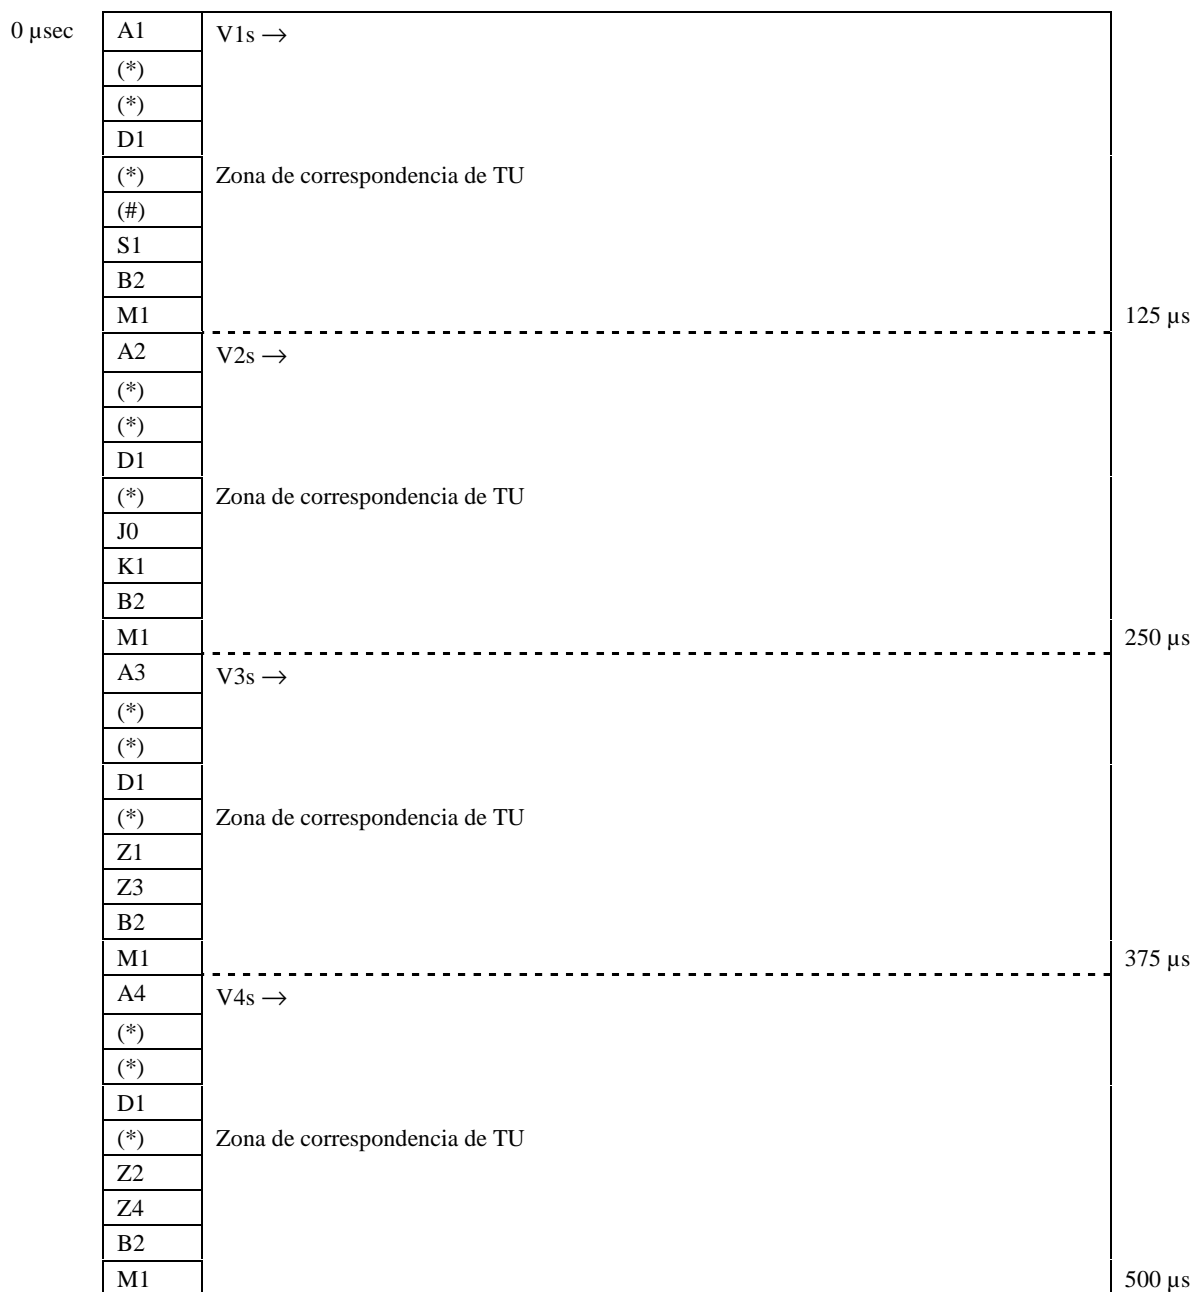 0 µsec A1 V1s →
(*)
(*)
D1
(*) Zona de correspondencia de TU
(#)
S1
B2
M1 125 µs
A2 V2s →
(*)
(*)
D1
(*) Zona de correspondencia de TU
J0
K1
B2
M1 250 µs
A3 V3s →
(*)
(*)
D1
(*) Zona de correspondencia de TU
Z1
Z3
B2
M1 375 µs
A4 V4s →
(*)
(*)
D1
(*) Zona de correspondencia de TU
Z2
Z4
B2
M1 500 µs